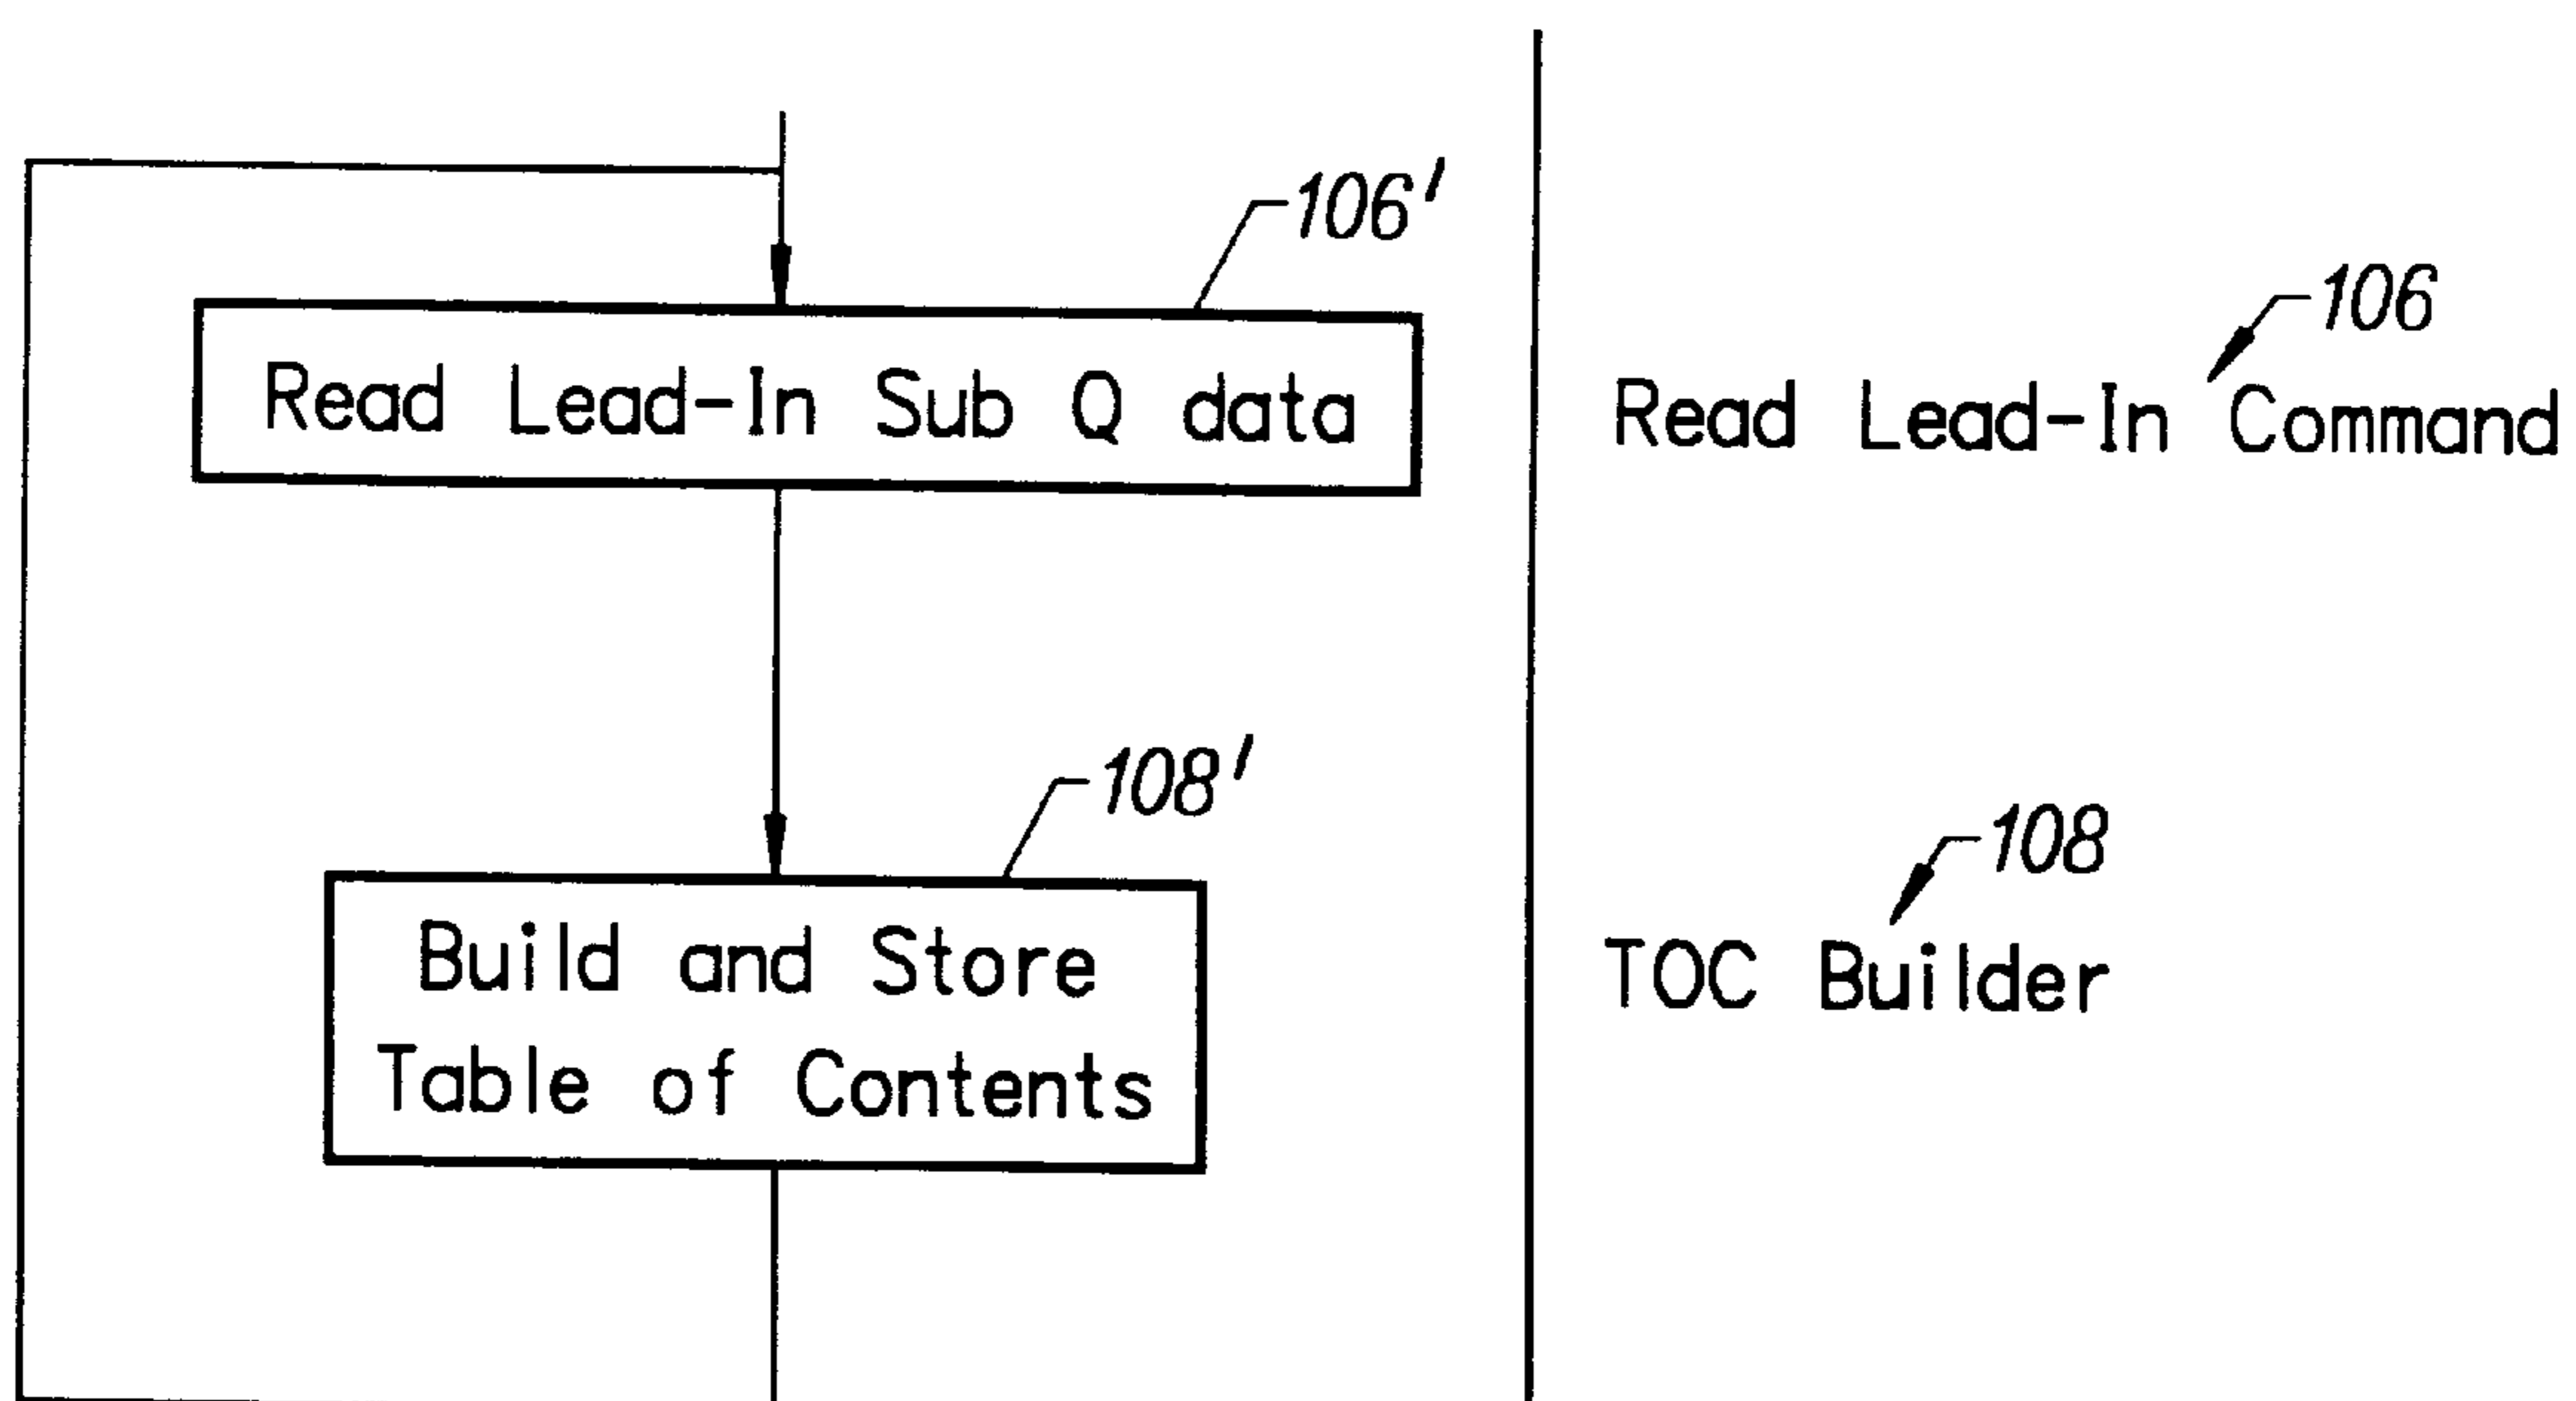 106'
Read Lead-In Sub Q data
106
Read Lead-In Command
108'
Build and Store
Table of Contents
108
TOC Builder